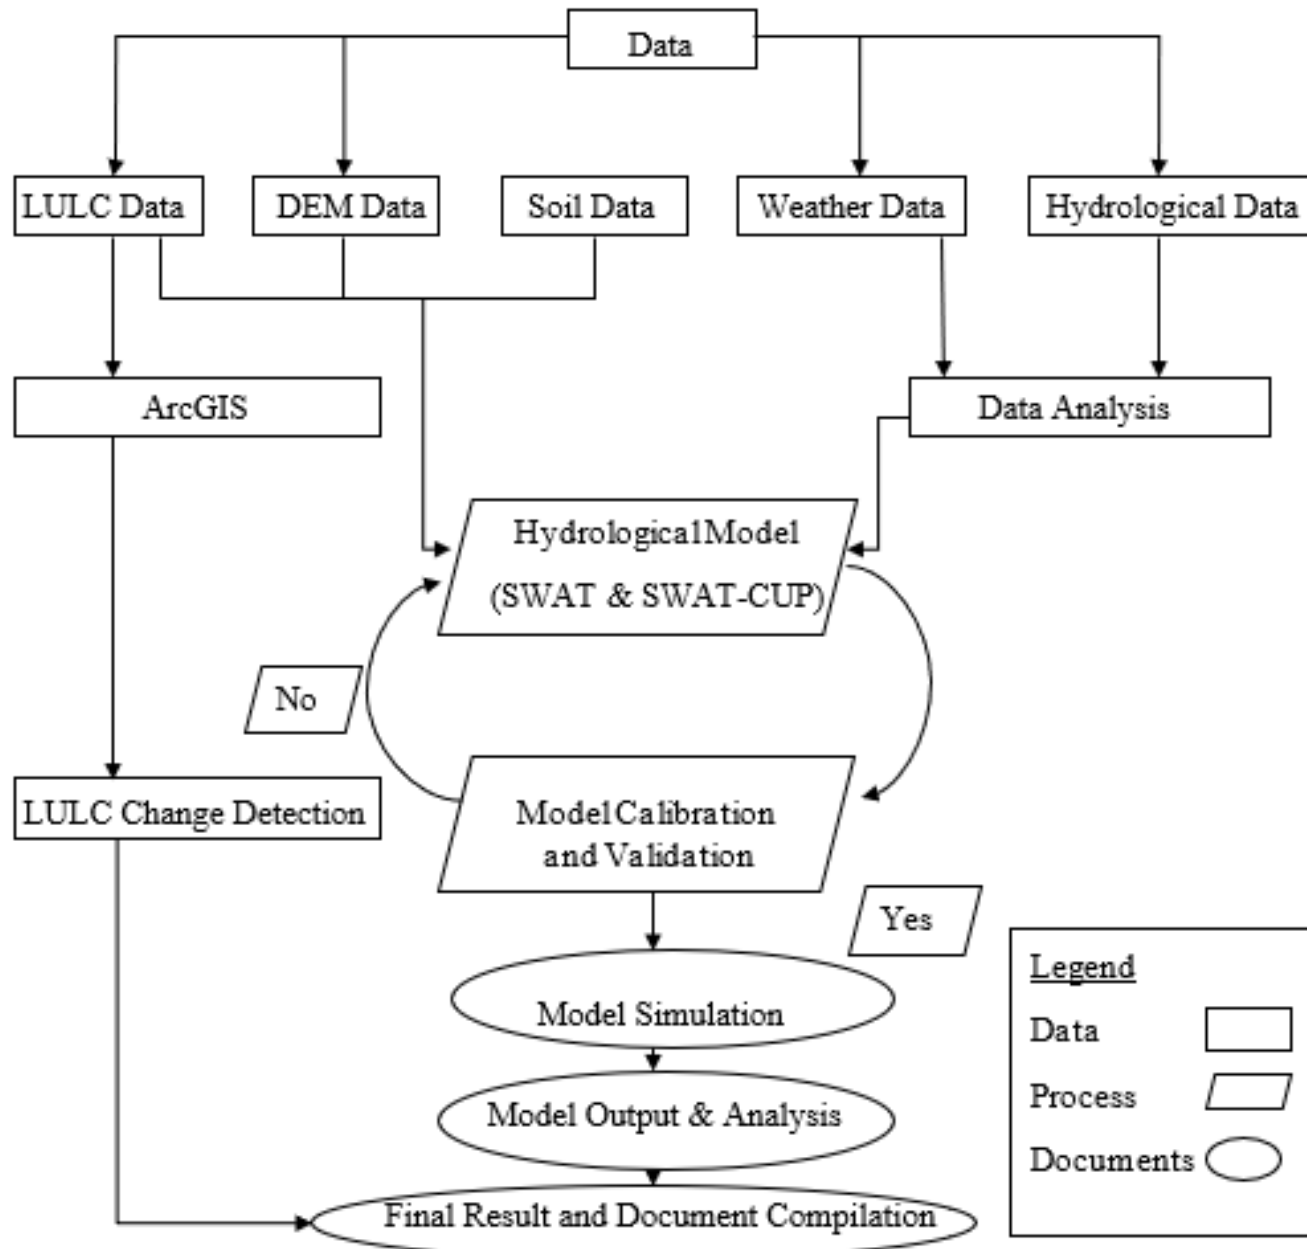 Data
LULC Data
DEM Data
Soil Data
Weather Data
Hydrological Data
ArcGIS
Data Analysis
Hydrological Model
(SWAT & SWAT-CUP)
No
LULC Change Detection
Model Calibration
and Validation
Yes
Model Simulation
Model Output & Analysis
Final Result and Document Compilation
Legend
Data
Process
Documents